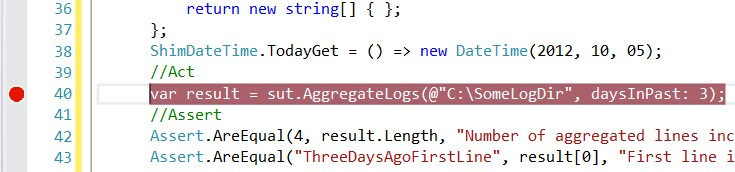 36 return new string[] { };
37 };
38 ShimDateTime.TodayGet = () => new DateTime(2012, 10, 05);
39 //Act
40 var result = sut.AggregateLogs(@"C:\SomeLogDir", daysInPast: 3);
41 //Assert
42 Assert.AreEqual(4, result.Length, "Number of aggregated lines inc
43 Assert.AreEqual("ThreeDaysAgoFirstLine", result[0], "First line i